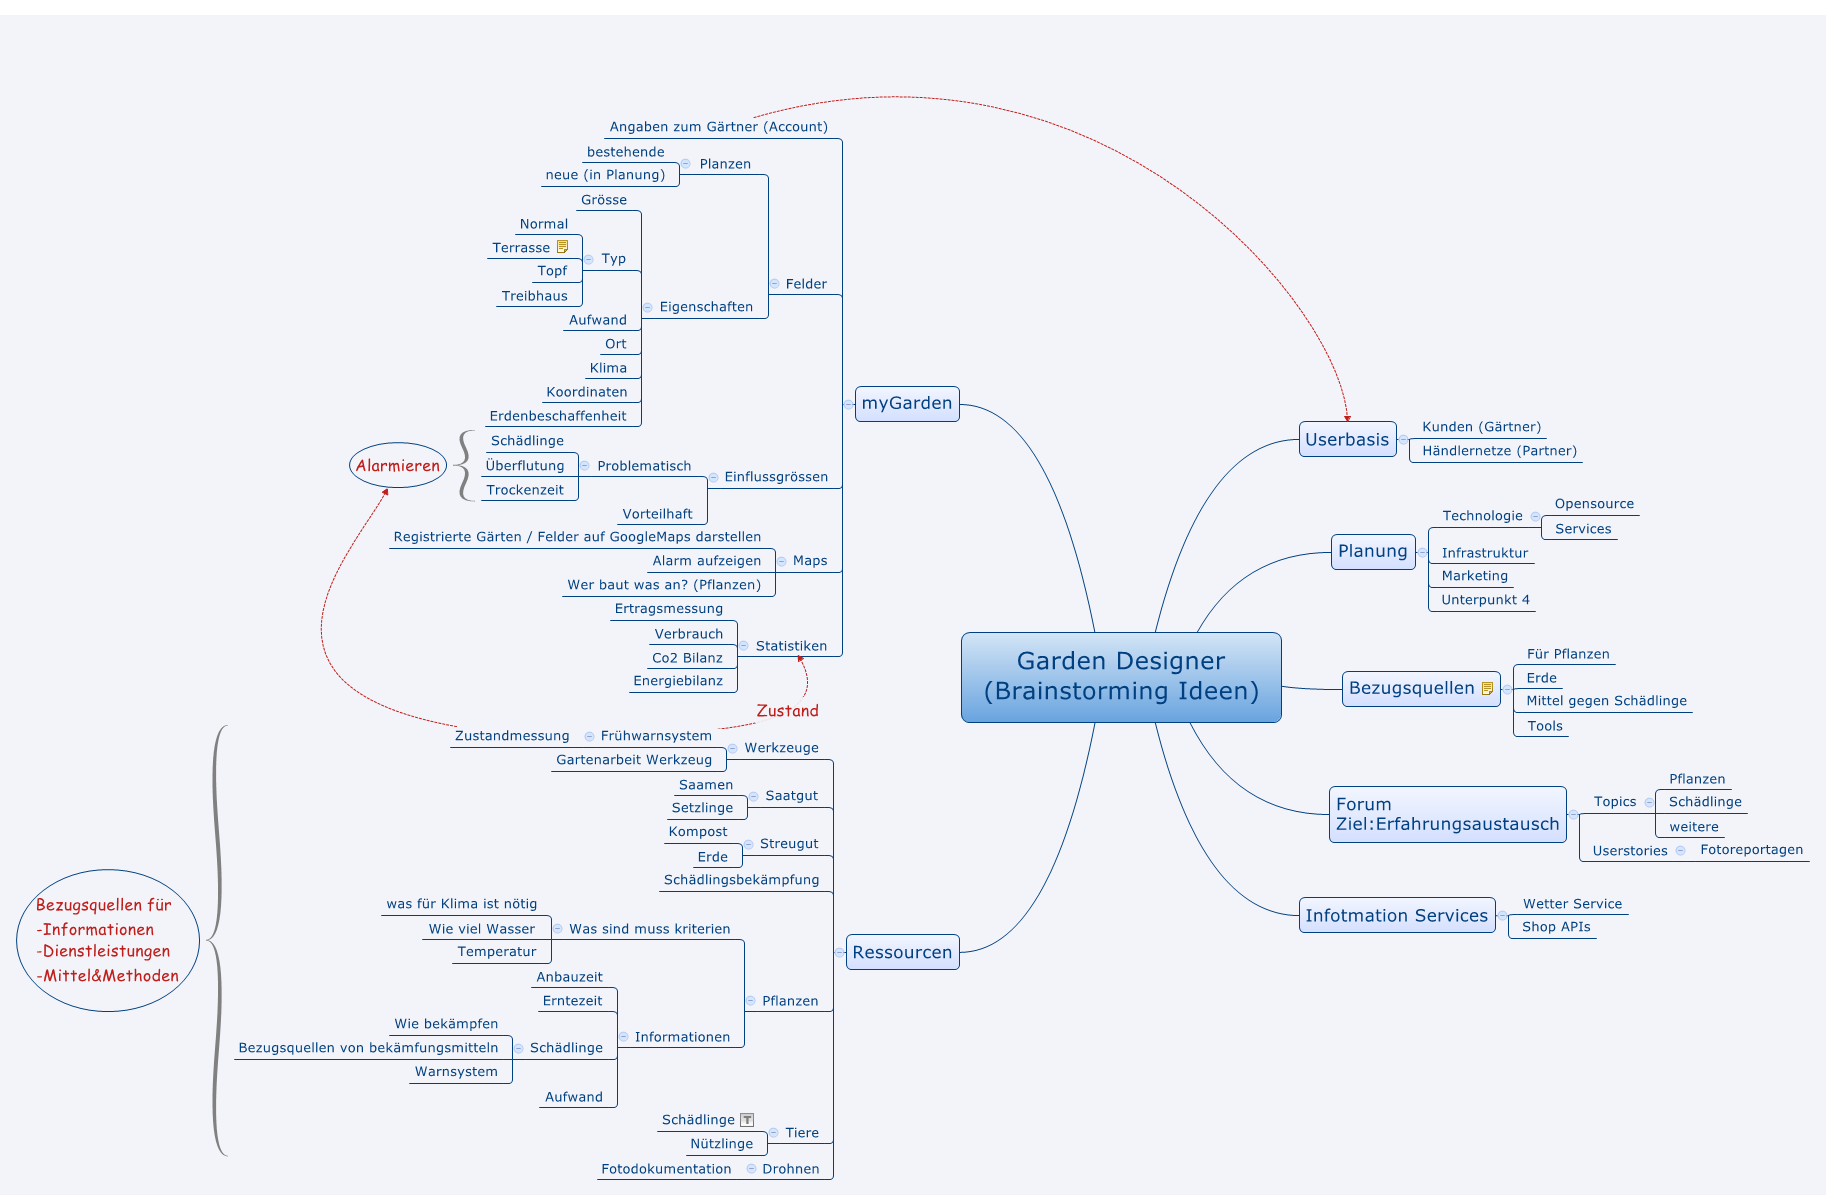 Garden Designer
(Brainstorming Ideen)
myGarden
Angaben zum Gärtner (Account)
Felder
Planzen
bestehende
neue (in Planung)
Eigenschaften
Grösse
Typ
Normal
Terrasse
Topf
Treibhaus
Aufwand
Ort
Klima
Koordinaten
Erdenbeschaffenheit
Einflussgrössen
Problematisch
Schädlinge
Überflutung
Trockenzeit
Alarmieren
Vorteilhaft
Maps
Registrierte Gärten / Felder auf GoogleMaps darstellen
Alarm aufzeigen
Wer baut was an? (Pflanzen)
Statistiken
Ertragsmessung
Verbrauch
Co2 Bilanz
Energiebilanz
Zustand
Ressourcen
Werkzeuge
Frühwarnsystem
Zustandmessung
Gartenarbeit Werkzeug
Saatgut
Saamen
Setzlinge
Streugut
Kompost
Erde
Schädlingsbekämpfung
Pflanzen
Was sind muss kriterien
was für Klima ist nötig
Wie viel Wasser
Temperatur
Informationen
Anbauzeit
Erntezeit
Schädlinge
Wie bekämpfen
Bezugsquellen von bekämfungsmitteln
Warnsystem
Aufwand
Tiere
Schädlinge
Nützlinge
Drohnen
Fotodokumentation
Bezugsquellen für
-Informationen
-Dienstleistungen
-Mittel&Methoden
Userbasis
Kunden (Gärtner)
Händlernetze (Partner)
Planung
Technologie
Opensource
Services
Infrastruktur
Marketing
Unterpunkt 4
Bezugsquellen
Für Pflanzen
Erde
Mittel gegen Schädlinge
Tools
Forum
Ziel:Erfahrungsaustausch
Topics
Pflanzen
Schädlinge
weitere
Userstories
Fotoreportagen
Infotmation Services
Wetter Service
Shop APIs